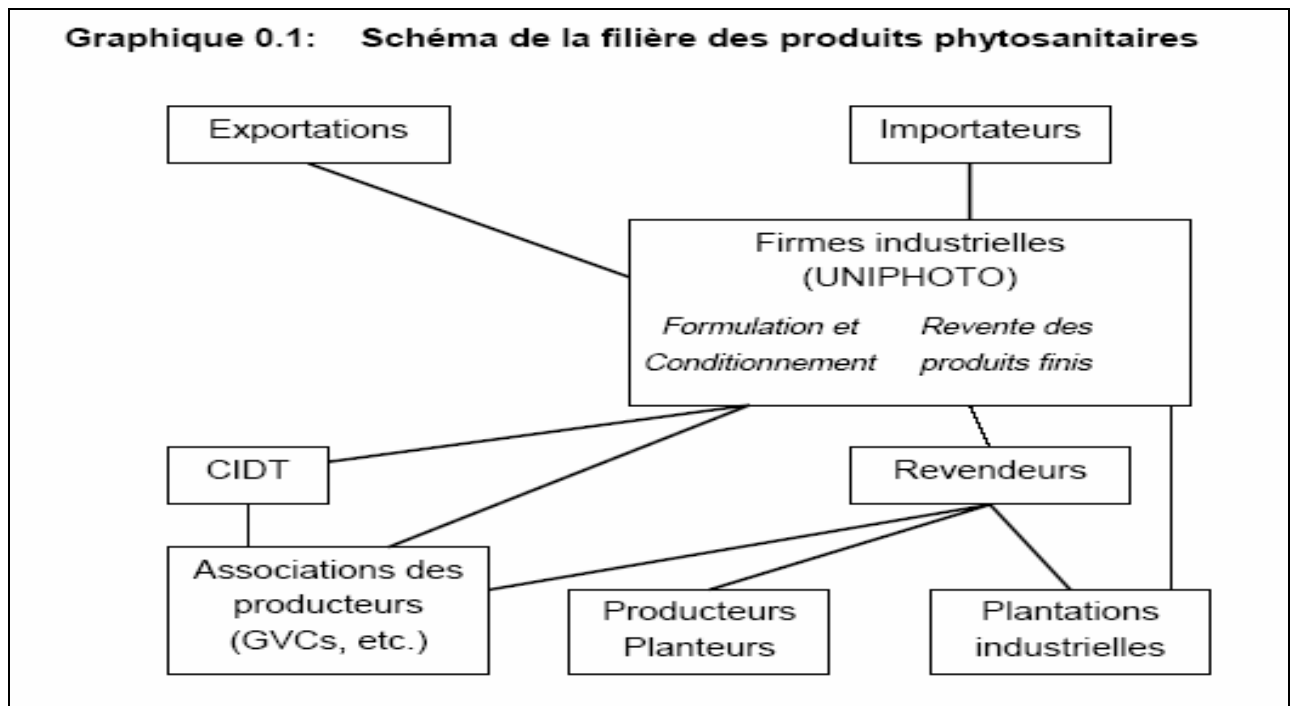 Graphique 0.1: Schéma de la filière des produits phytosanitaires
Exportations
Importateurs
Firmes industrielles
(UNIPHOTO)
Formulation et
Conditionnement
Revente des
produits finis
CIDT
Revendeurs
Associations des
producteurs
(GVCs, etc.)
Producteurs
Planteurs
Plantations
industrielles